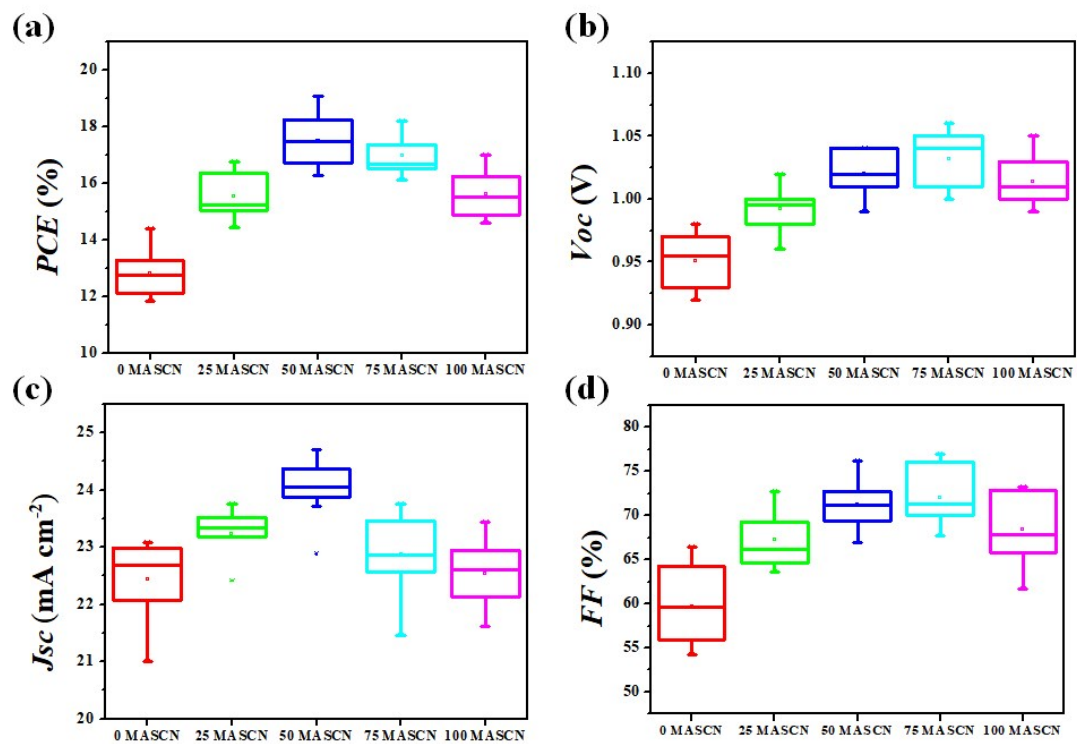 (a)
PCE (%)
20
18
16
14
12
10
0 MASCN 25 MASCN 50 MASCN 75 MASCN 100 MASCN
(b)
Voc (V)
1.10
1.05
1.00
0.95
0.90
0 MASCN 25 MASCN 50 MASCN 75 MASCN 100 MASCN
(c)
Jsc (mA cm⁻²)
25
24
23
22
21
20
0 MASCN 25 MASCN 50 MASCN 75 MASCN 100 MASCN
(d)
FF (%)
80
75
70
65
60
55
50
0 MASCN 25 MASCN 50 MASCN 75 MASCN 100 MASCN